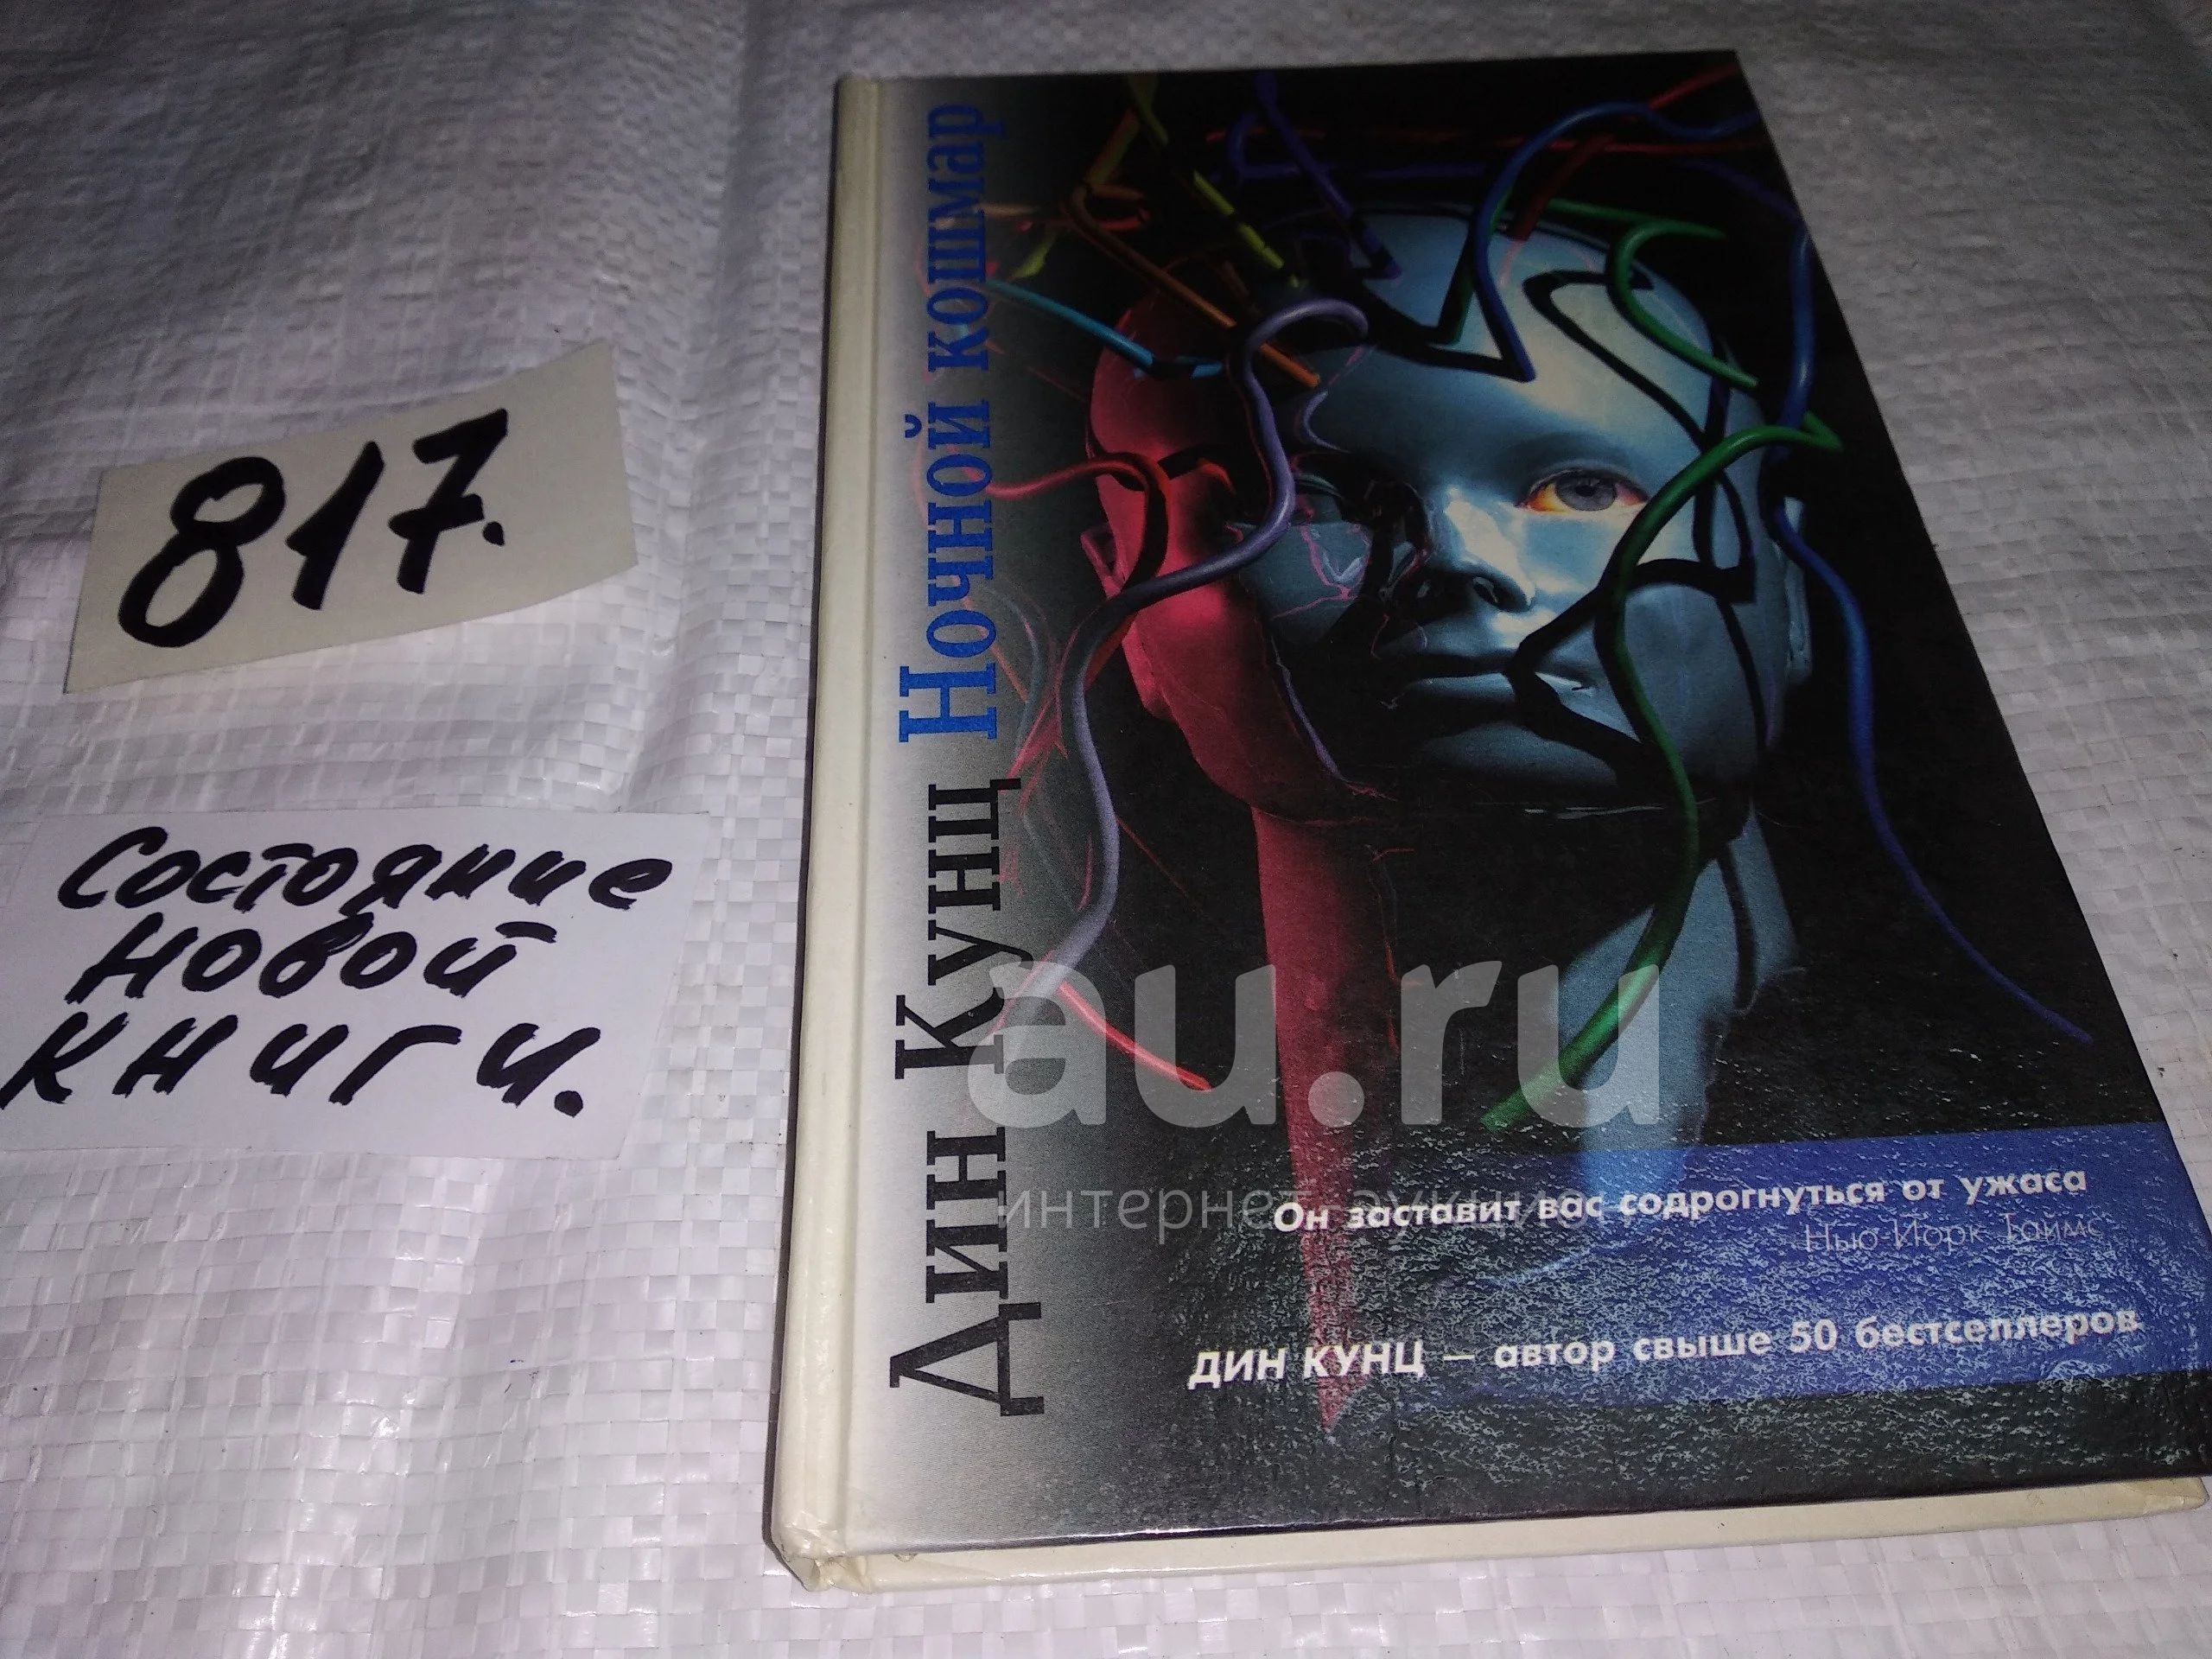 817.
Состояние
новой
книги.
Дин Кунц Ночной кошмар
au.ru
интернет аукцион
Он заставит вас содрогнуться от ужаса
Нью-Йорк Таймс
ДИН КУНЦ – автор свыше 50 бестселлеров